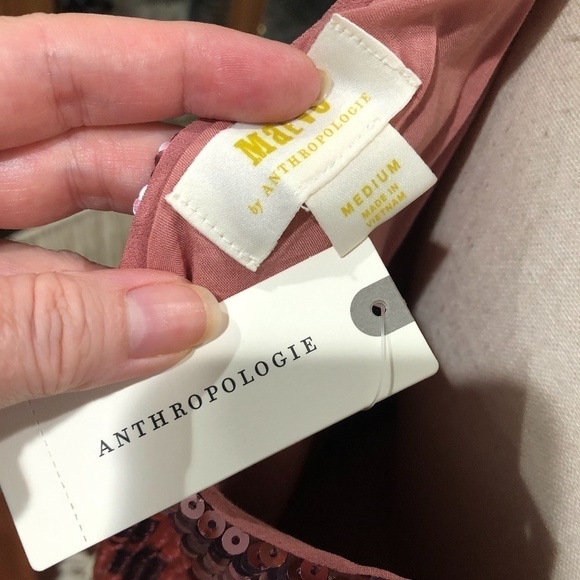 by ANTHROPOLOGIE
MEDIUM
MADE IN
VIETNAM
ANTHROPOLOGIE